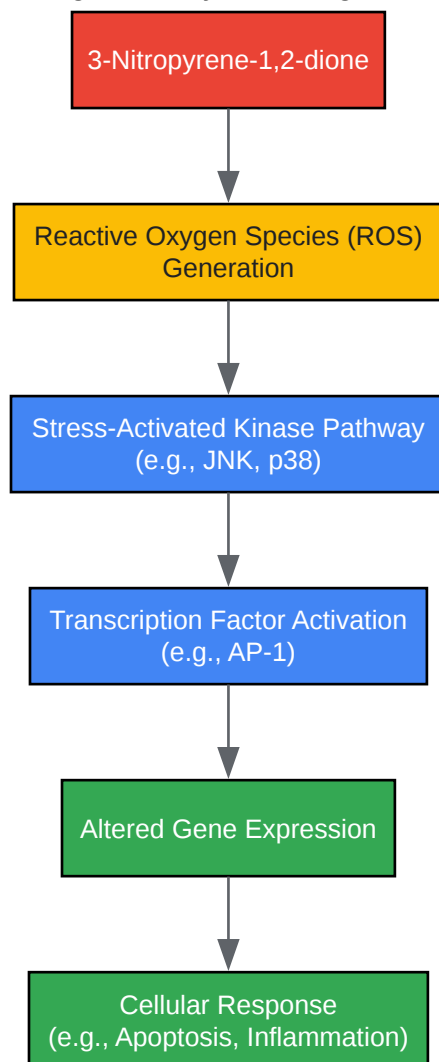 3-Nitropyrene-1,2-dione
Reactive Oxygen Species (ROS)
Generation
Stress-Activated Kinase Pathway
(e.g., JNK, p38)
Transcription Factor Activation
(e.g., AP-1)
Altered Gene Expression
Cellular Response
(e.g., Apoptosis, Inflammation)